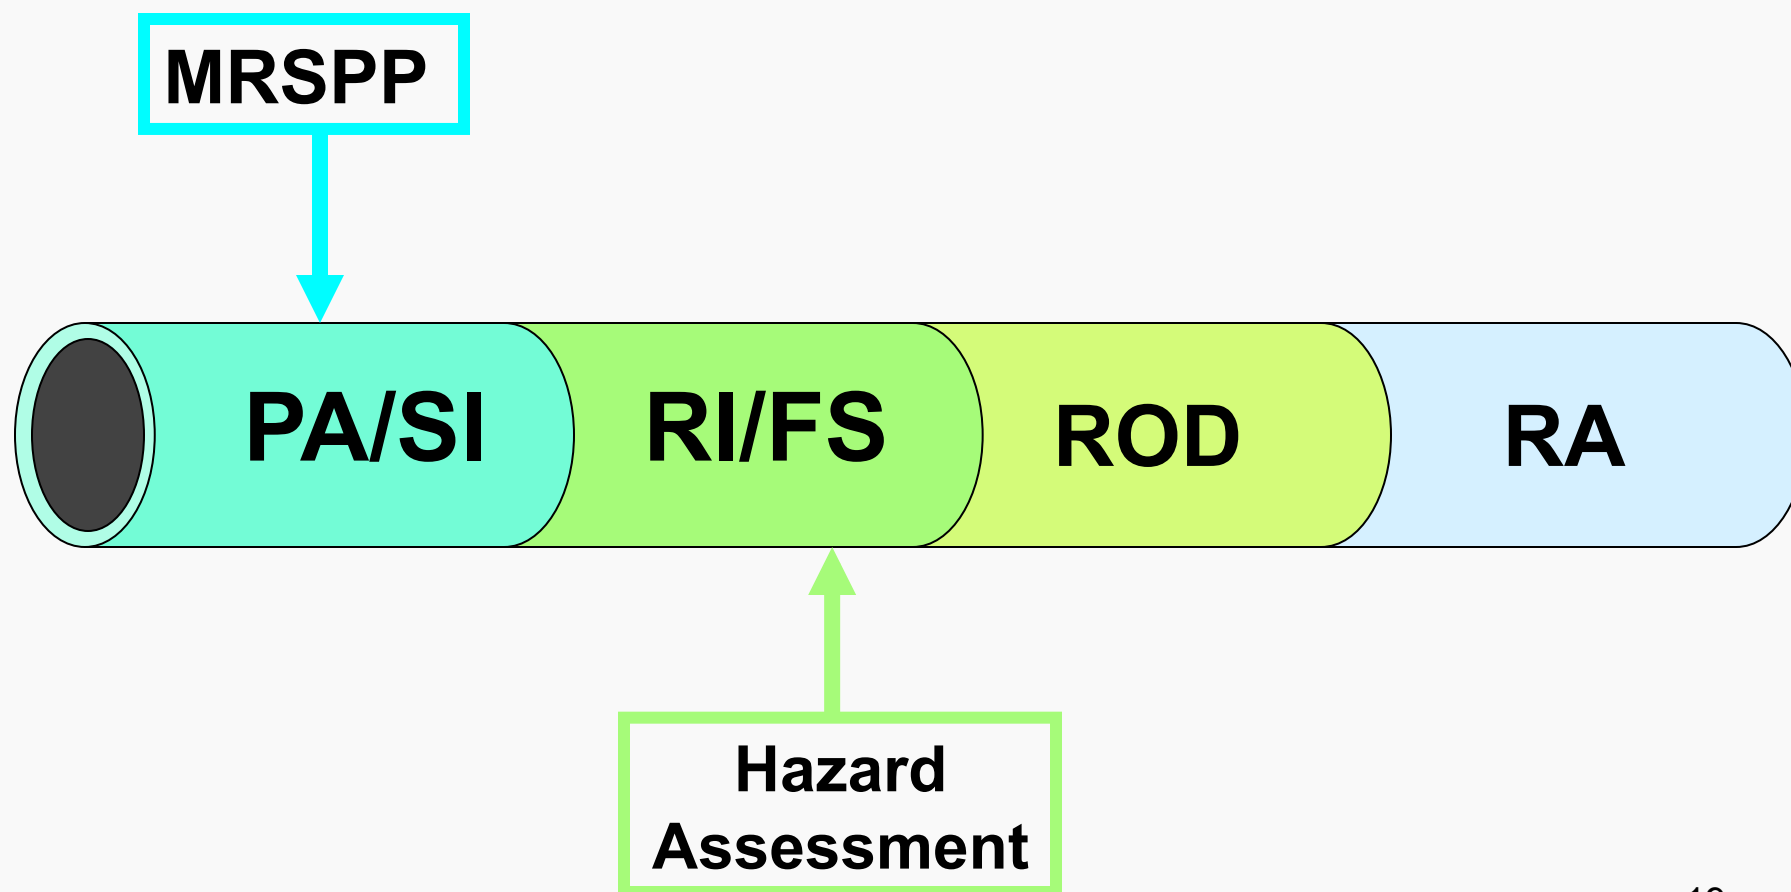 MRSPP
PA/SI
RI/FS
ROD
RA
Hazard
Assessment